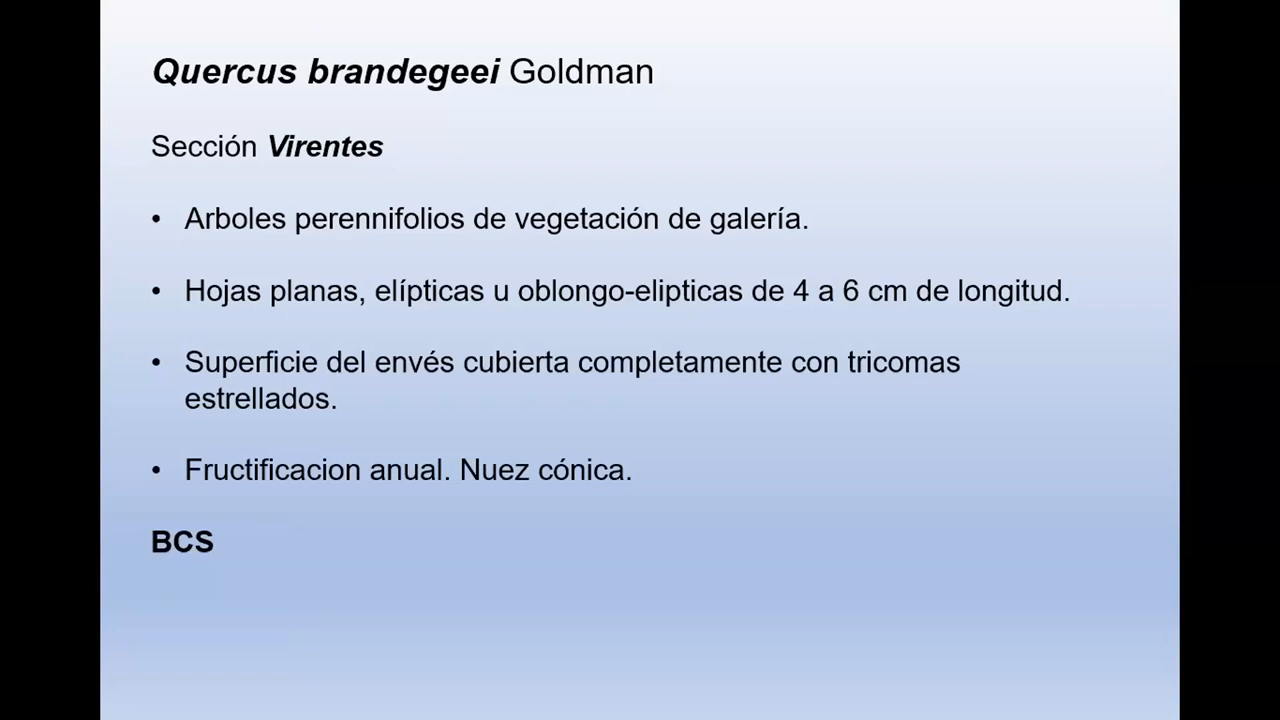 Quercus brandegeei Goldman
Sección Virentes
• Arboles perennifolios de vegetación de galería.
• Hojas planas, elípticas u oblongo-elipticas de 4 a 6 cm de longitud.
• Superficie del envés cubierta completamente con tricomas
estrellados.
• Fructificacion anual. Nuez cónica.
BCS